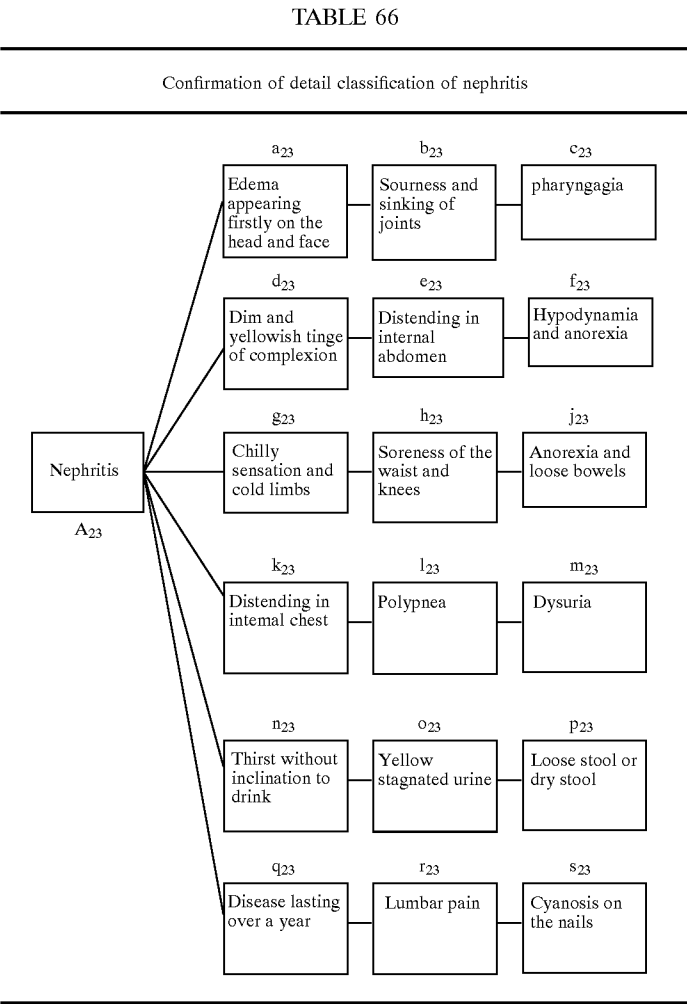 TABLE 66
Confirmation of detail classification of nephritis
a23
b23
c23
Edema
appearing
firstly on the
head and face
Sourness and
sinking of
joints
pharyngagia
d23
e23
f23
Dim and
yellowish tinge
of complexion
Distending in
internal
abdomen
Hypodynamia
and anorexia
g23
h23
j23
Nephritis
A23
Chilly
sensation and
cold limbs
Soreness of the
waist and
knees
Anorexia and
loose bowels
k23
l23
m23
Distending in
intemal chest
Polypnea
Dysuria
n23
o23
p23
Thirst without
inclination to
drink
Yellow
stagnated urine
Loose stool or
dry stool
q23
r23
s23
Disease lasting
over a year
Lumbar pain
Cyanosis on
the nails